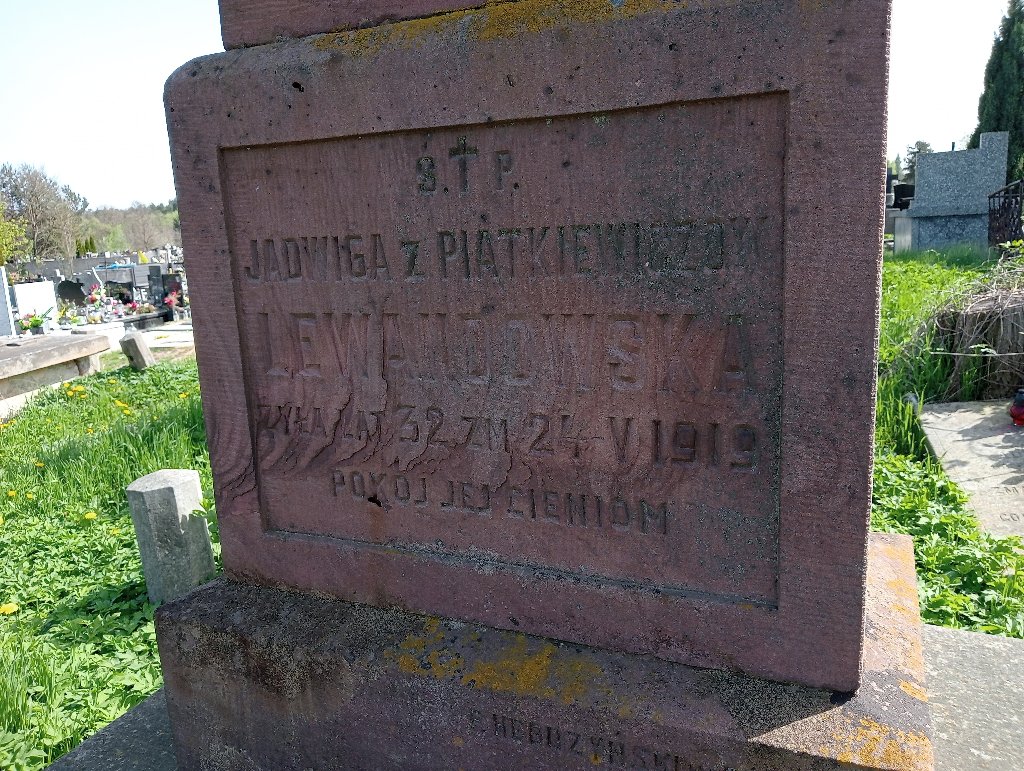 Ś.†P.
JADWIGA z PIĄTKIEWICZÓW
LEWANDOWSKA
ŻYŁA LAT 32 ZM 24-V 1919
POKÓJ JEJ CIENIOM